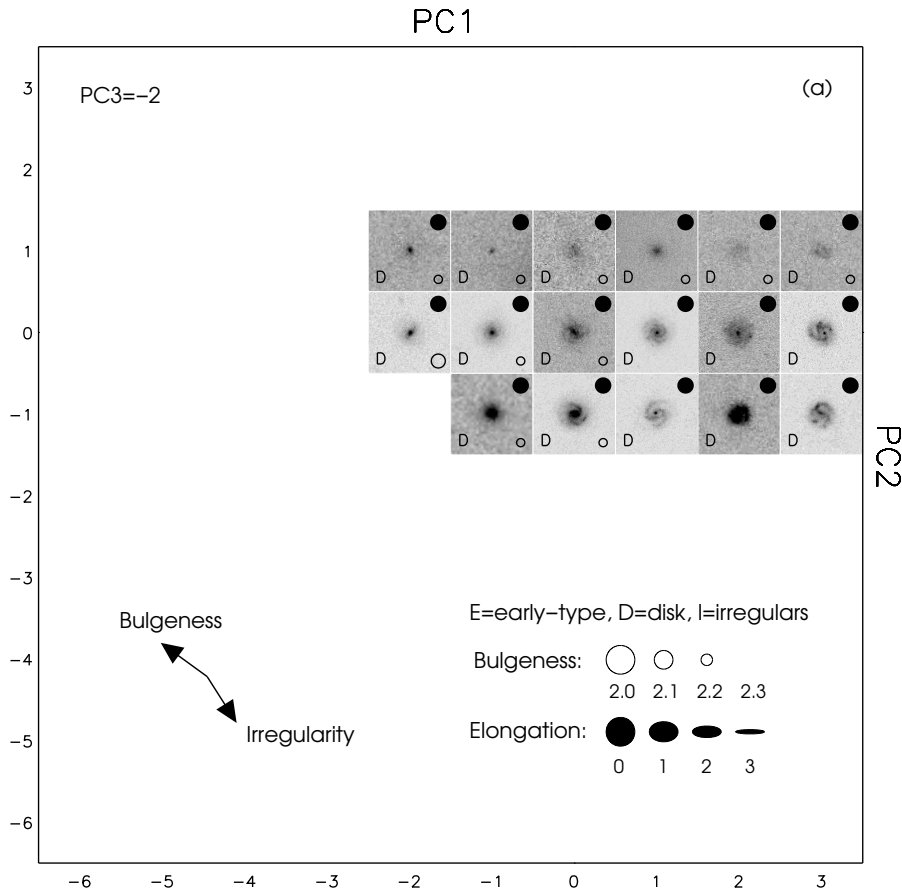 PC1
3
PC3=−2
(a)
2
1
D D D D D D
0
D D D D D D
−1
D D D D D
PC2
−2
−3
E=early−type, D=disk, I=irregulars
Bulgeness
−4
Bulgeness:
2.0 2.1 2.2 2.3
−5
Irregularity
Elongation:
0 1 2 3
−6
−6 −5 −4 −3 −2 −1 0 1 2 3